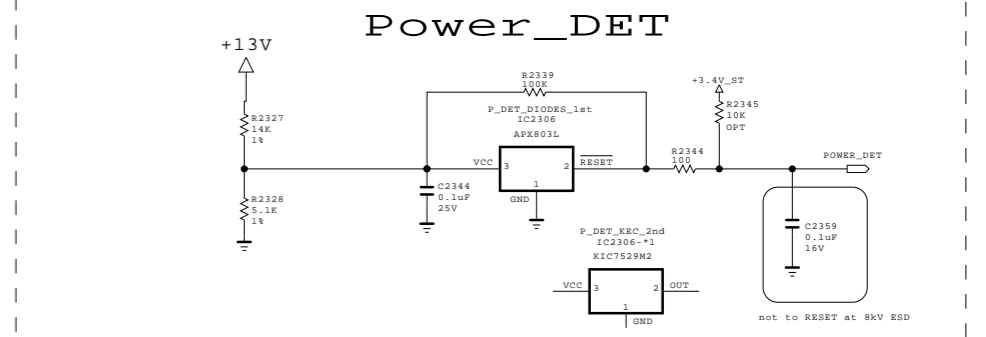 Power_DET
+13V
R2339
100K
+3.4V_ST
R2327
14K
1%
P_DET_DIODES_1st
IC2306
APX803L
R2345
10K
OPT
VCC 3 2 RESET
1
GND
R2344
100
POWER_DET
C2344
0.1uF
25V
R2328
5.1K
1%
C2359
0.1uF
16V
P_DET_KEC_2nd
IC2306-*1
KIC7529M2
VCC 3 2 OUT
1
GND
not to RESET at 8kV ESD